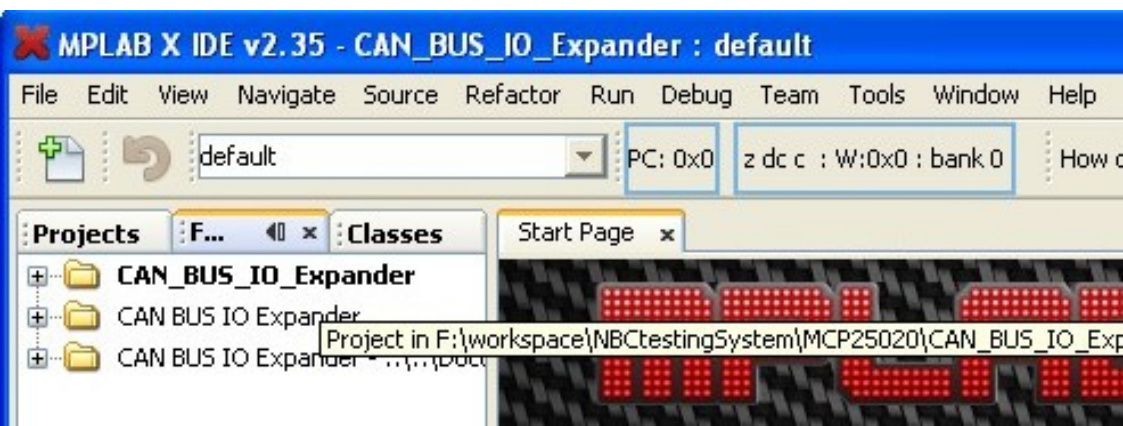 MPLAB X IDE v2.35 - CAN_BUS_IO_Expander : default
File Edit View Navigate Source Refactor Run Debug Team Tools Window Help
default PC: 0x0 z dc c : W:0x0 : bank 0 How
Projects F... Classes Start Page
CAN_BUS_IO_Expander
CAN BUS IO Expander
Project in F:\workspace\NBCtestingSystem\MCP25020\CAN_BUS_IO_Exp
CAN BUS IO Expander - ..\..\Docu